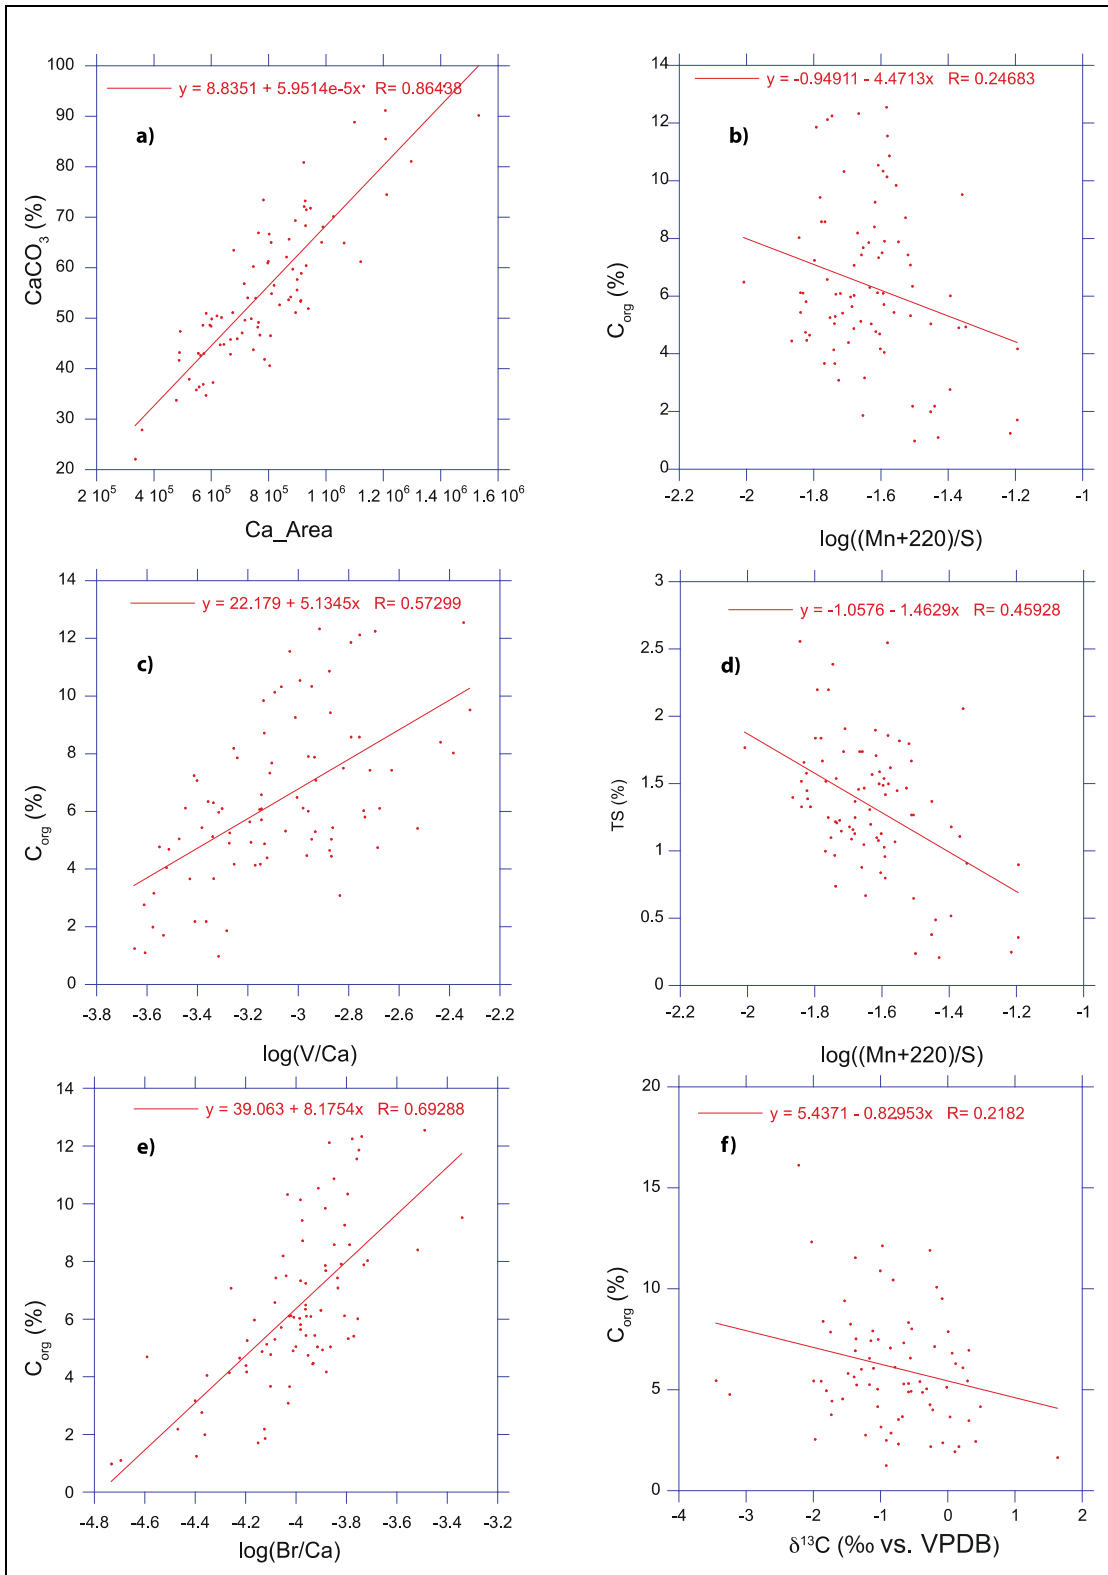 a)
y = 8.8351 + 5.9514e-5x R= 0.86438
CaCO3 (%)
100
90
80
70
60
50
40
30
20
2 10^5 4 10^5 6 10^5 8 10^5 1 10^6 1.2 10^6 1.4 10^6 1.6 10^6
Ca_Area
b)
y = -0.94911 - 4.4713x R= 0.24683
Corg (%)
14
12
10
8
6
4
2
0
-2.2 -2 -1.8 -1.6 -1.4 -1.2 -1
log((Mn+220)/S)
c)
y = 22.179 + 5.1345x R= 0.57299
Corg (%)
14
12
10
8
6
4
2
0
-3.8 -3.6 -3.4 -3.2 -3 -2.8 -2.6 -2.4 -2.2
log(V/Ca)
d)
y = -1.0576 - 1.4629x R= 0.45928
TS (%)
3
2.5
2
1.5
1
0.5
0
-2.2 -2 -1.8 -1.6 -1.4 -1.2 -1
log((Mn+220)/S)
e)
y = 39.063 + 8.1754x R= 0.69288
Corg (%)
14
12
10
8
6
4
2
0
-4.8 -4.6 -4.4 -4.2 -4 -3.8 -3.6 -3.4 -3.2
log(Br/Ca)
f)
y = 5.4371 - 0.82953x R= 0.2182
Corg (%)
20
15
10
5
0
-4 -3 -2 -1 0 1 2
δ13C (‰ vs. VPDB)